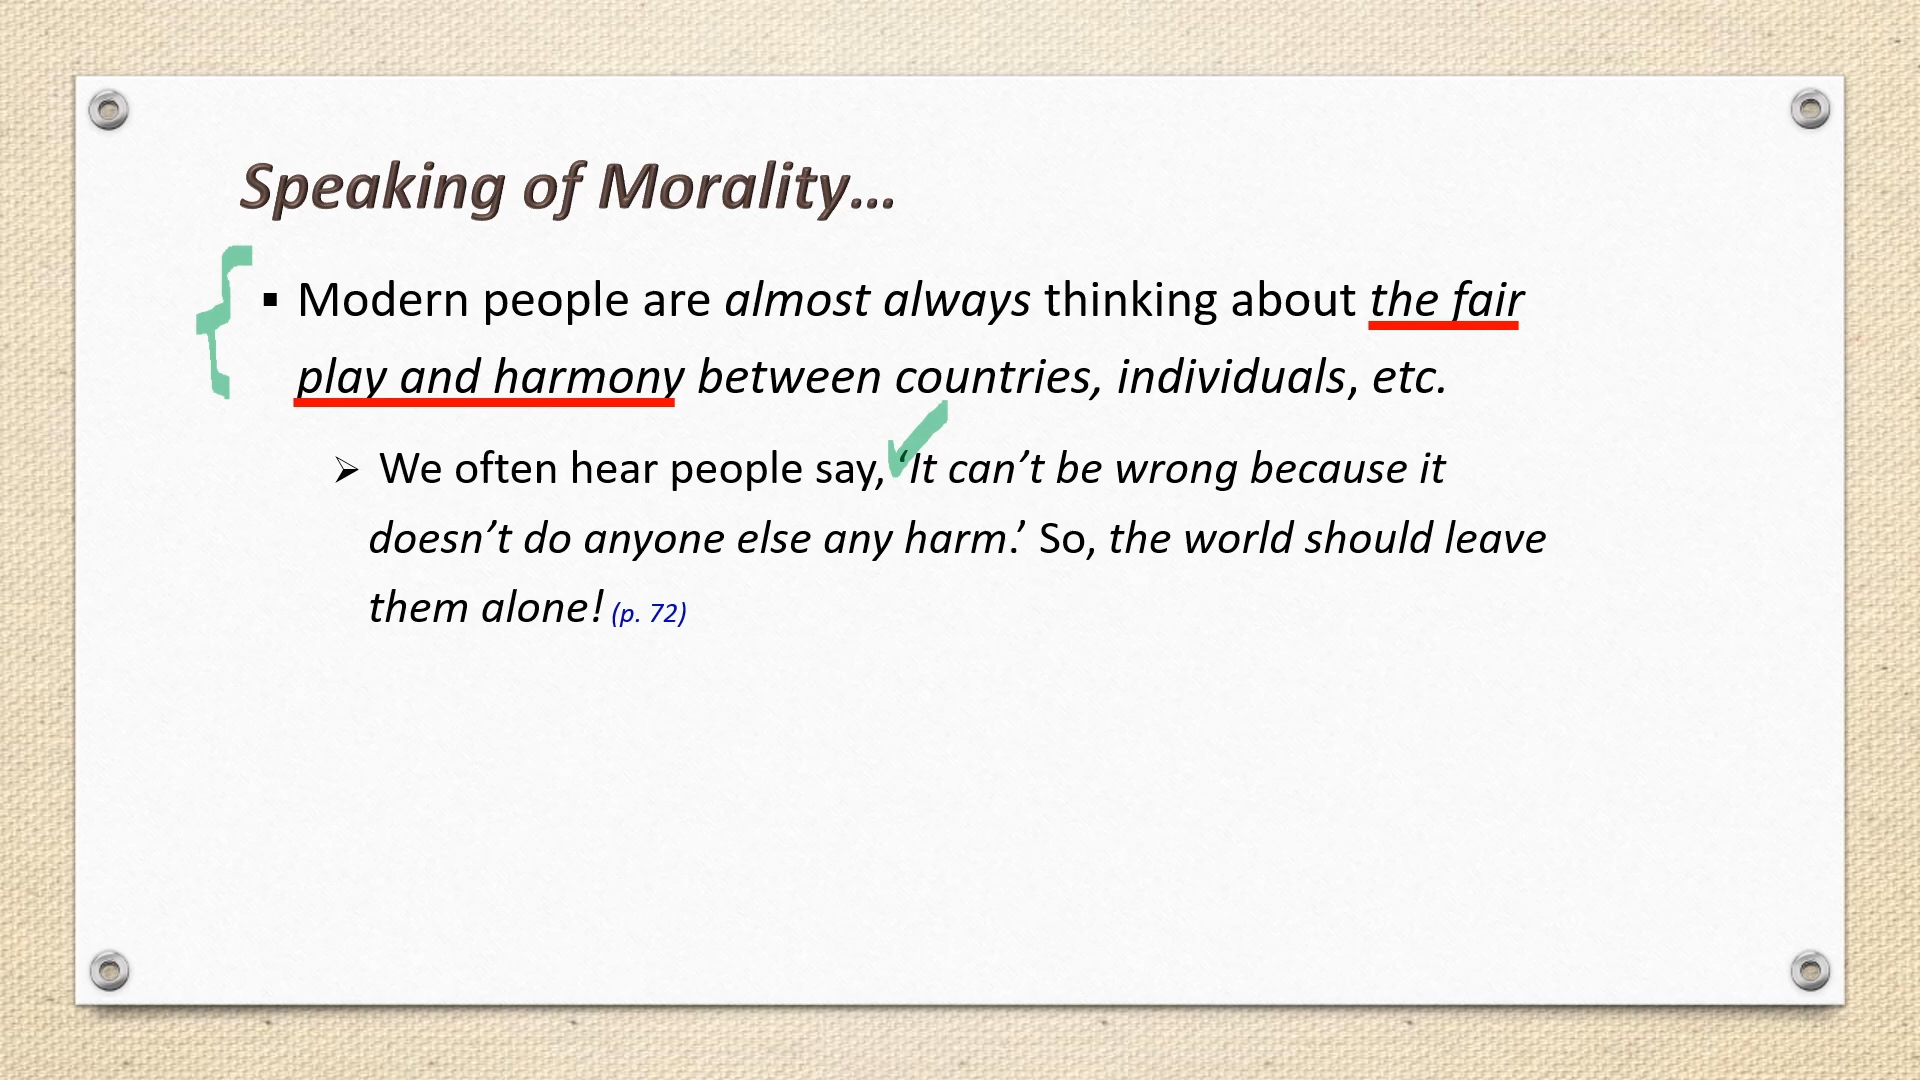 Speaking of Morality...
▪ Modern people are almost always thinking about the fair
play and harmony between countries, individuals, etc.
➢ We often hear people say, ‘It can’t be wrong because it
doesn’t do anyone else any harm.’ So, the world should leave
them alone! (p. 72)